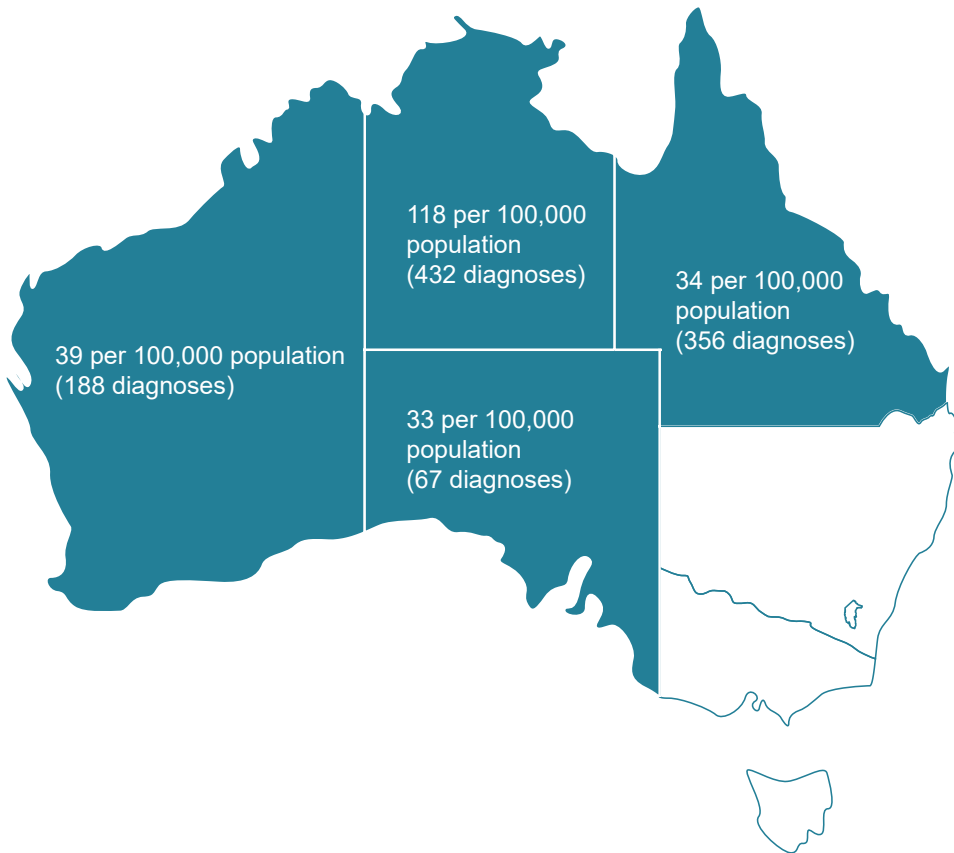 118 per 100,000
population
(432 diagnoses)
34 per 100,000
population
(356 diagnoses)
39 per 100,000 population
(188 diagnoses)
33 per 100,000
population
(67 diagnoses)